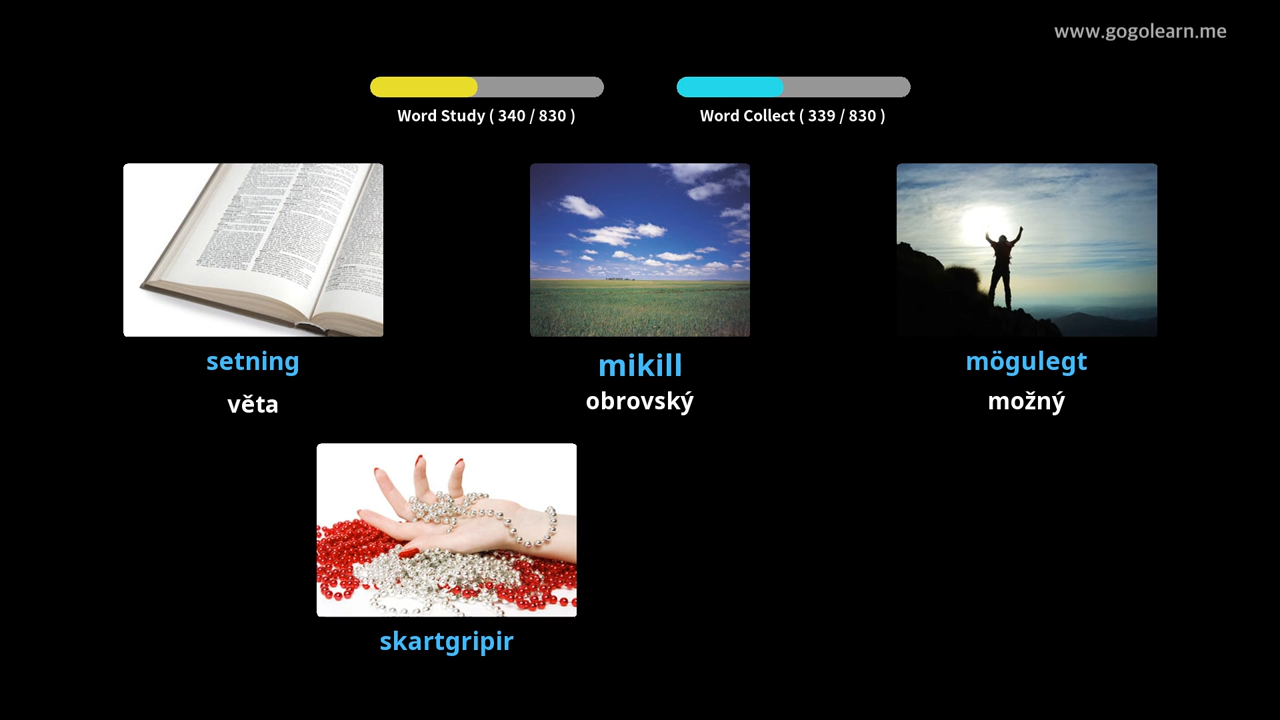 www.gogolearn.me
Word Study ( 340 / 830 )
Word Collect ( 339 / 830 )
setning
věta
mikill
obrovský
mögulegt
možný
skartgripir